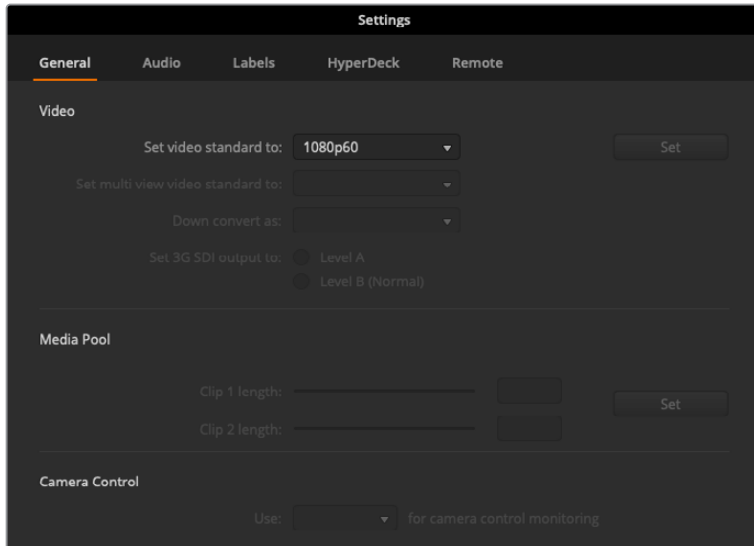 Settings
General Audio Labels HyperDeck Remote
Video
Set video standard to: 1080p60 Set
Set multi view video standard to:
Down convert as:
Set 3G SDI output to: Level A
Level B (Normal)
Media Pool
Clip 1 length:
Set
Clip 2 length:
Camera Control
Use: for camera control monitoring